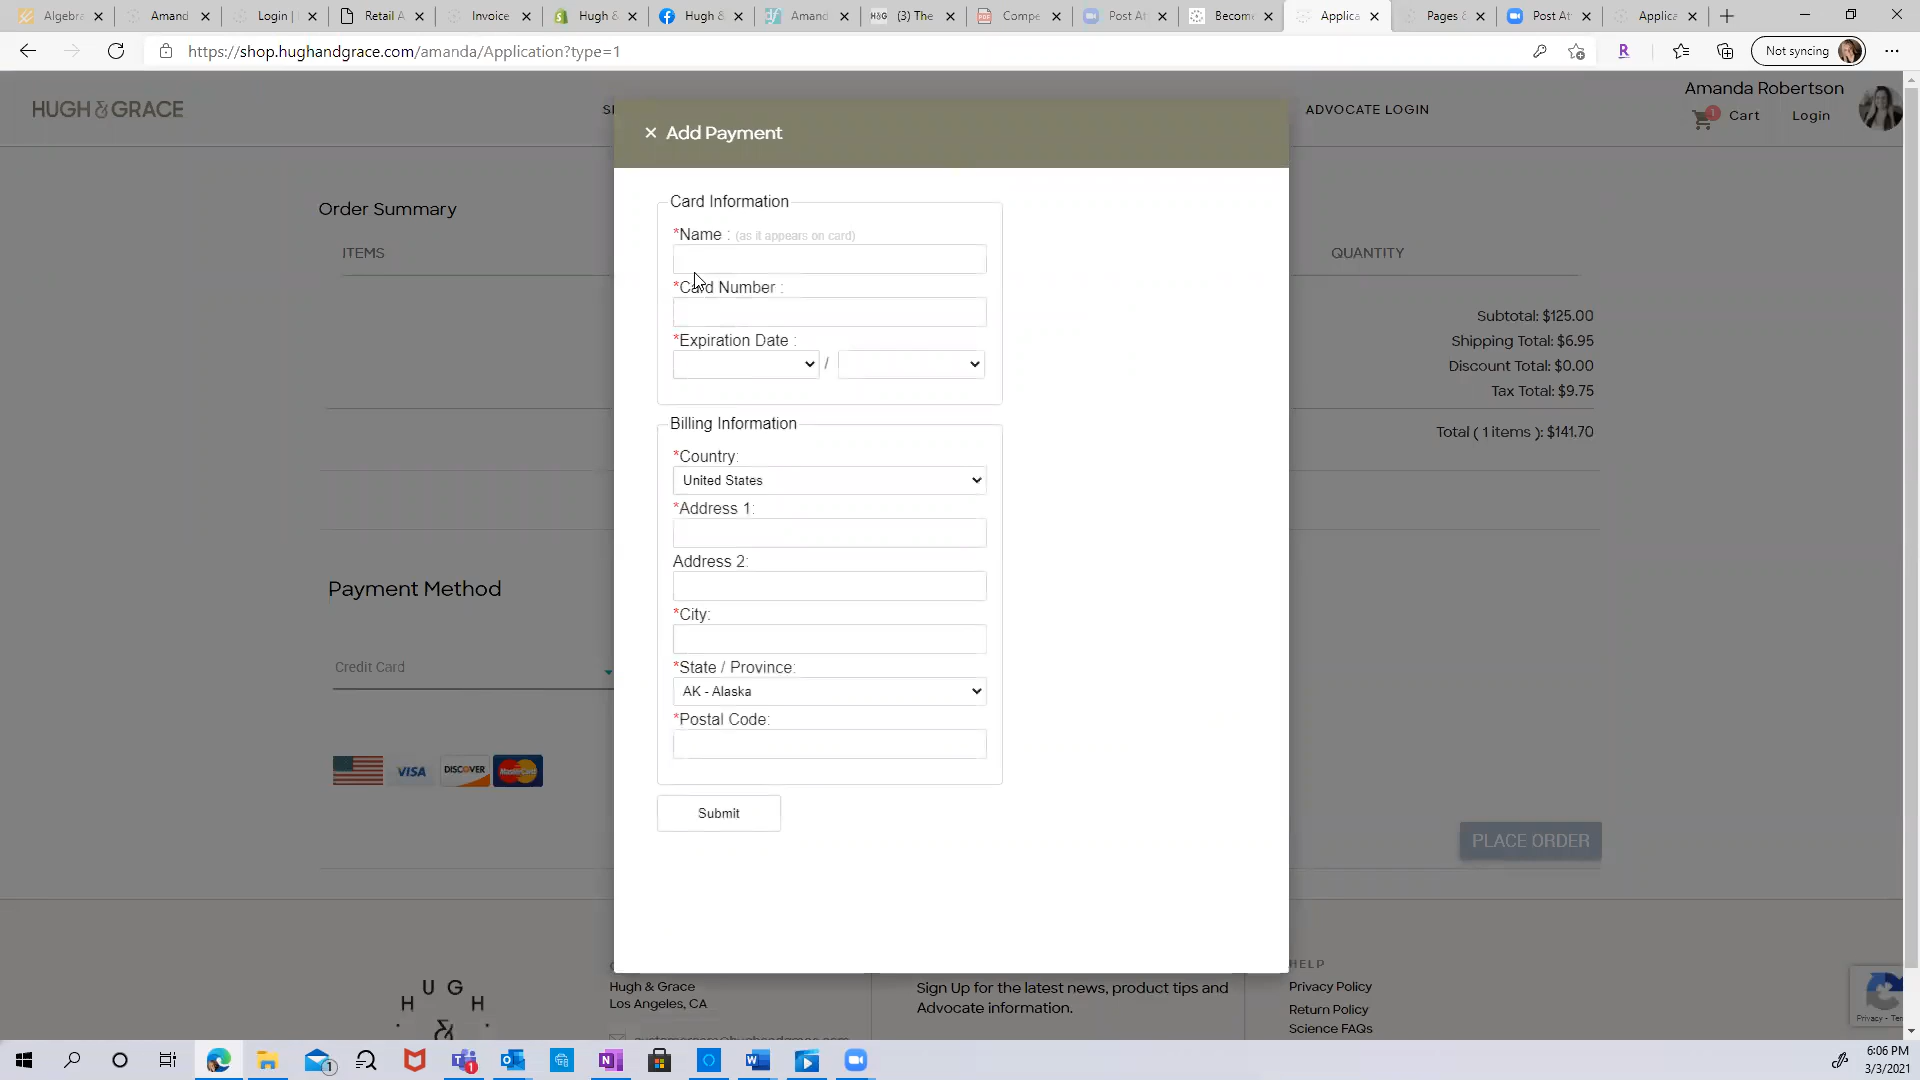 Algebra
Amand
Login |
Retail A
Invoice
Hugh &
Hugh &
Amand
H&G (3) The
Compe
Post At
Become
Applica
Pages &
Post At
Applica
https://shop.hughandgrace.com/amanda/Application?type=1
Not syncing
HUGH & GRACE
ADVOCATE LOGIN
Amanda Robertson
1 Cart Login
× Add Payment
Order Summary
ITEMS
QUANTITY
Card Information
*Name : (as it appears on card)
*Card Number :
*Expiration Date :
/
Subtotal: $125.00
Shipping Total: $6.95
Discount Total: $0.00
Tax Total: $9.75
Total ( 1 items ): $141.70
Billing Information
*Country:
United States
*Address 1:
Address 2:
*City:
*State / Province:
AK - Alaska
*Postal Code:
Submit
Payment Method
Credit Card
VISA DISCOVER MasterCard
PLACE ORDER
HUGH
&
Hugh & Grace
Los Angeles, CA
Sign Up for the latest news, product tips and
Advocate information.
HELP
Privacy Policy
Return Policy
Science FAQs
6:06 PM
3/3/2021